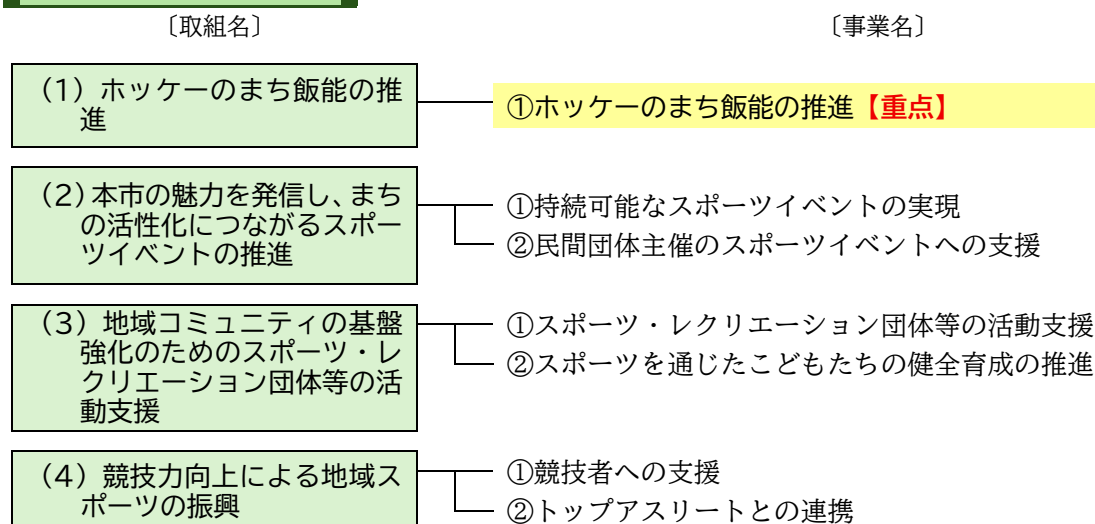 〔取組名〕
〔事業名〕
（1）ホッケーのまち飯能の推
進
①ホッケーのまち飯能の推進【重点】
（2）本市の魅力を発信し、まち
の活性化につながるスポー
ツイベントの推進
①持続可能なスポーツイベントの実現
②民間団体主催のスポーツイベントへの支援
（3）地域コミュニティの基盤
強化のためのスポーツ・レ
クリエーション団体等の活
動支援
①スポーツ・レクリエーション団体等の活動支援
②スポーツを通じたこどもたちの健全育成の推進
（4）競技力向上による地域ス
ポーツの振興
①競技者への支援
②トップアスリートとの連携